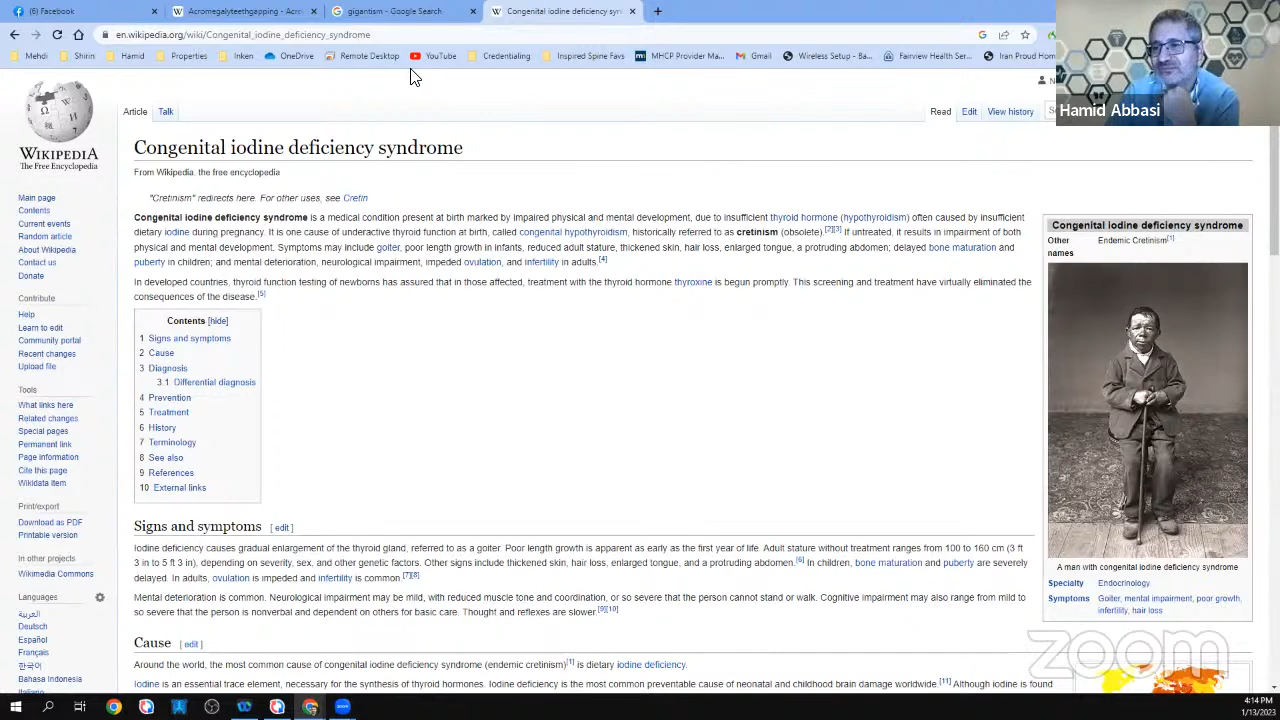 (6) Facebook
Acromegalyteethgapping - Acro
gigantism - Google Search
Congenital iodine deficiency syn
en.wikipedia.org/wiki/Congenital_iodine_deficiency_syndrome
Mehdi
Shirin
Hamid
Properties
Inken
OneDrive
Remote Desktop
YouTube
Credentialing
Inspired Spine Favs
MHCP Provider Ma...
Gmail
Wireless Setup - Ba...
Fairview Health Ser...
Iron Palm Home Pr
Hamid Abbasi
WIKIPEDIA
The Free Encyclopedia
Article Talk
Read Edit View history
Congenital iodine deficiency syndrome
From Wikipedia, the free encyclopedia
"Cretinism" redirects here. For other uses, see Cretin
Congenital iodine deficiency syndrome is a medical condition present at birth marked by impaired physical and mental development, due to insufficient thyroid hormone (hypothyroidism) often caused by insufficient
dietary iodine during pregnancy. It is one cause of underactive thyroid function at birth, called congenital hypothyroidism, historically referred to as cretinism (obsolete).[2][3] If untreated, it results in impairment of both
physical and mental development. Symptoms may include goiter, poor length growth in infants, reduced adult stature, thickened skin, hair loss, enlarged tongue, a protruding abdomen; delayed bone maturation and
puberty in children; and mental deterioration, neurological impairment, impeded ovulation, and infertility in adults.[4]
In developed countries, thyroid function testing of newborns has assured that in those affected, treatment with the thyroid hormone thyroxine is begun promptly. This screening and treatment have virtually eliminated the
consequences of the disease.[5]
Contents [hide]
1 Signs and symptoms
2 Cause
3 Diagnosis
3.1 Differential diagnosis
4 Prevention
5 Treatment
6 History
7 Terminology
8 See also
9 References
10 External links
Signs and symptoms [ edit ]
Iodine deficiency causes gradual enlargement of the thyroid gland, referred to as a goiter. Poor length growth is apparent as early as the first year of life. Adult stature without treatment ranges from 100 to 160 cm (3 ft
3 in to 5 ft 3 in), depending on severity, sex, and other genetic factors. Other signs include thickened skin, hair loss, enlarged tongue, and a protruding abdomen.[6] In children, bone maturation and puberty are severely
delayed. In adults, ovulation is impeded and infertility is common.[7][8]
Mental deterioration is common. Neurological impairment may be mild, with reduced muscle tone and coordination, or so severe that the person cannot stand or walk. Cognitive impairment may also range from mild to
so severe that the person is nonverbal and dependent on others for basic care. Thought and reflexes are slower.[9][10]
Cause [ edit ]
Around the world, the most common cause of congenital iodine deficiency syndrome (endemic cretinism)[1] is dietary iodine deficiency.
Iodine is an essential trace element, necessary for the synthesis of thyroid hormones. Iodine deficiency is the most common preventable cause of neonatal and childhood brain damage worldwide.[11] Although iodine is found
Congenital iodine deficiency syndrome
Other names
Endemic Cretinism[1]
A man with congenital iodine deficiency syndrome
Specialty Endocrinology
Symptoms Goiter, mental impairment, poor growth,
infertility, hair loss
Main page
Contents
Current events
Random article
About Wikipedia
Contact us
Donate
Contribute
Help
Learn to edit
Community portal
Recent changes
Upload file
Tools
What links here
Related changes
Special pages
Permanent link
Page information
Cite this page
Wikidata item
Print/export
Download as PDF
Printable version
In other projects
Wikimedia Commons
Languages
العربية
Deutsch
Español
Français
한국어
Bahasa Indonesia
Italiano
zoom
4:14 PM
1/13/2023